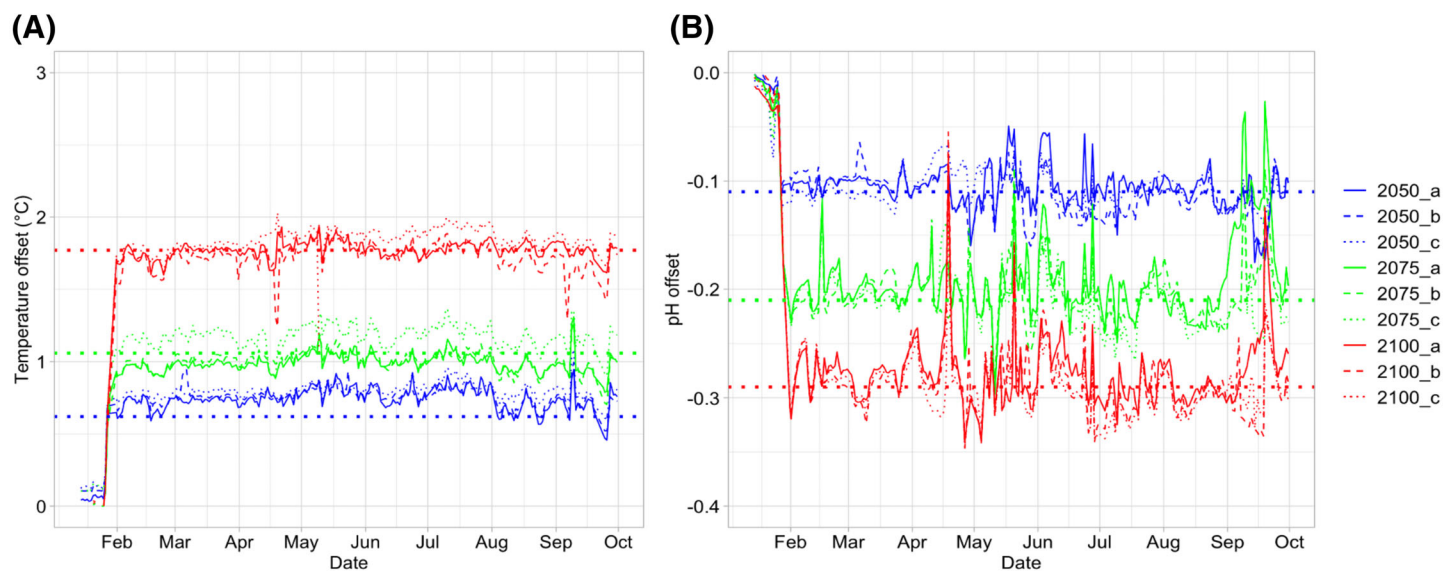 (A)
3
2
1
0
Temperature offset (°C)
Feb Mar Apr May Jun Jul Aug Sep Oct
Date
(B)
0.0
-0.1
-0.2
-0.3
-0.4
pH offset
Feb Mar Apr May Jun Jul Aug Sep Oct
Date
2050_a
2050_b
2050_c
2075_a
2075_b
2075_c
2100_a
2100_b
2100_c